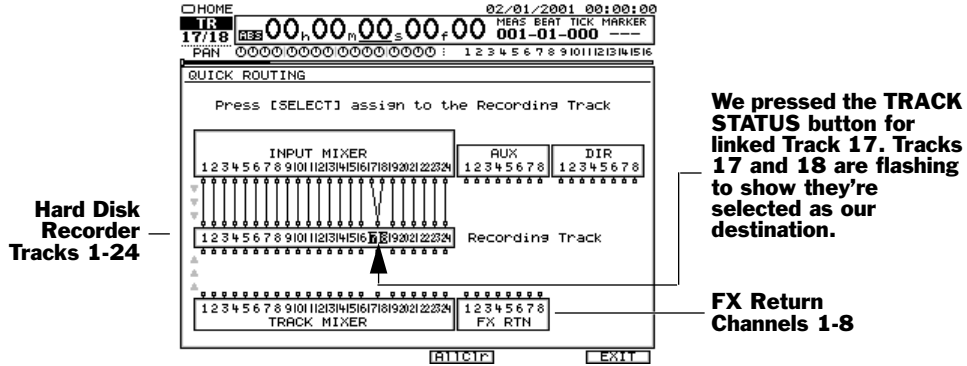 HOME 02/01/2001 00:00:00
TR ABS 00h00m00s00f00 MEAS BEAT TICK MARKER
17/18 001-01-000 ---
PAN 1 2 3 4 5 6 7 8 9 10 11 12 13 14 15 16
QUICK ROUTING
Press [SELECT] assign to the Recording Track
INPUT MIXER AUX DIR
1 2 3 4 5 6 7 8 9 10 11 12 13 14 15 16 17 18 19 20 21 22 23 24 1 2 3 4 5 6 7 8 1 2 3 4 5 6 7 8
1 2 3 4 5 6 7 8 9 10 11 12 13 14 15 16 17 18 19 20 21 22 23 24 Recording Track
1 2 3 4 5 6 7 8 9 10 11 12 13 14 15 16 17 18 19 20 21 22 23 24 1 2 3 4 5 6 7 8
TRACK MIXER FX RTN
AllClr EXIT
Hard Disk
Recorder
Tracks 1-24
We pressed the TRACK
STATUS button for
linked Track 17. Tracks
17 and 18 are flashing
to show they're
selected as our
destination.
FX Return
Channels 1-8